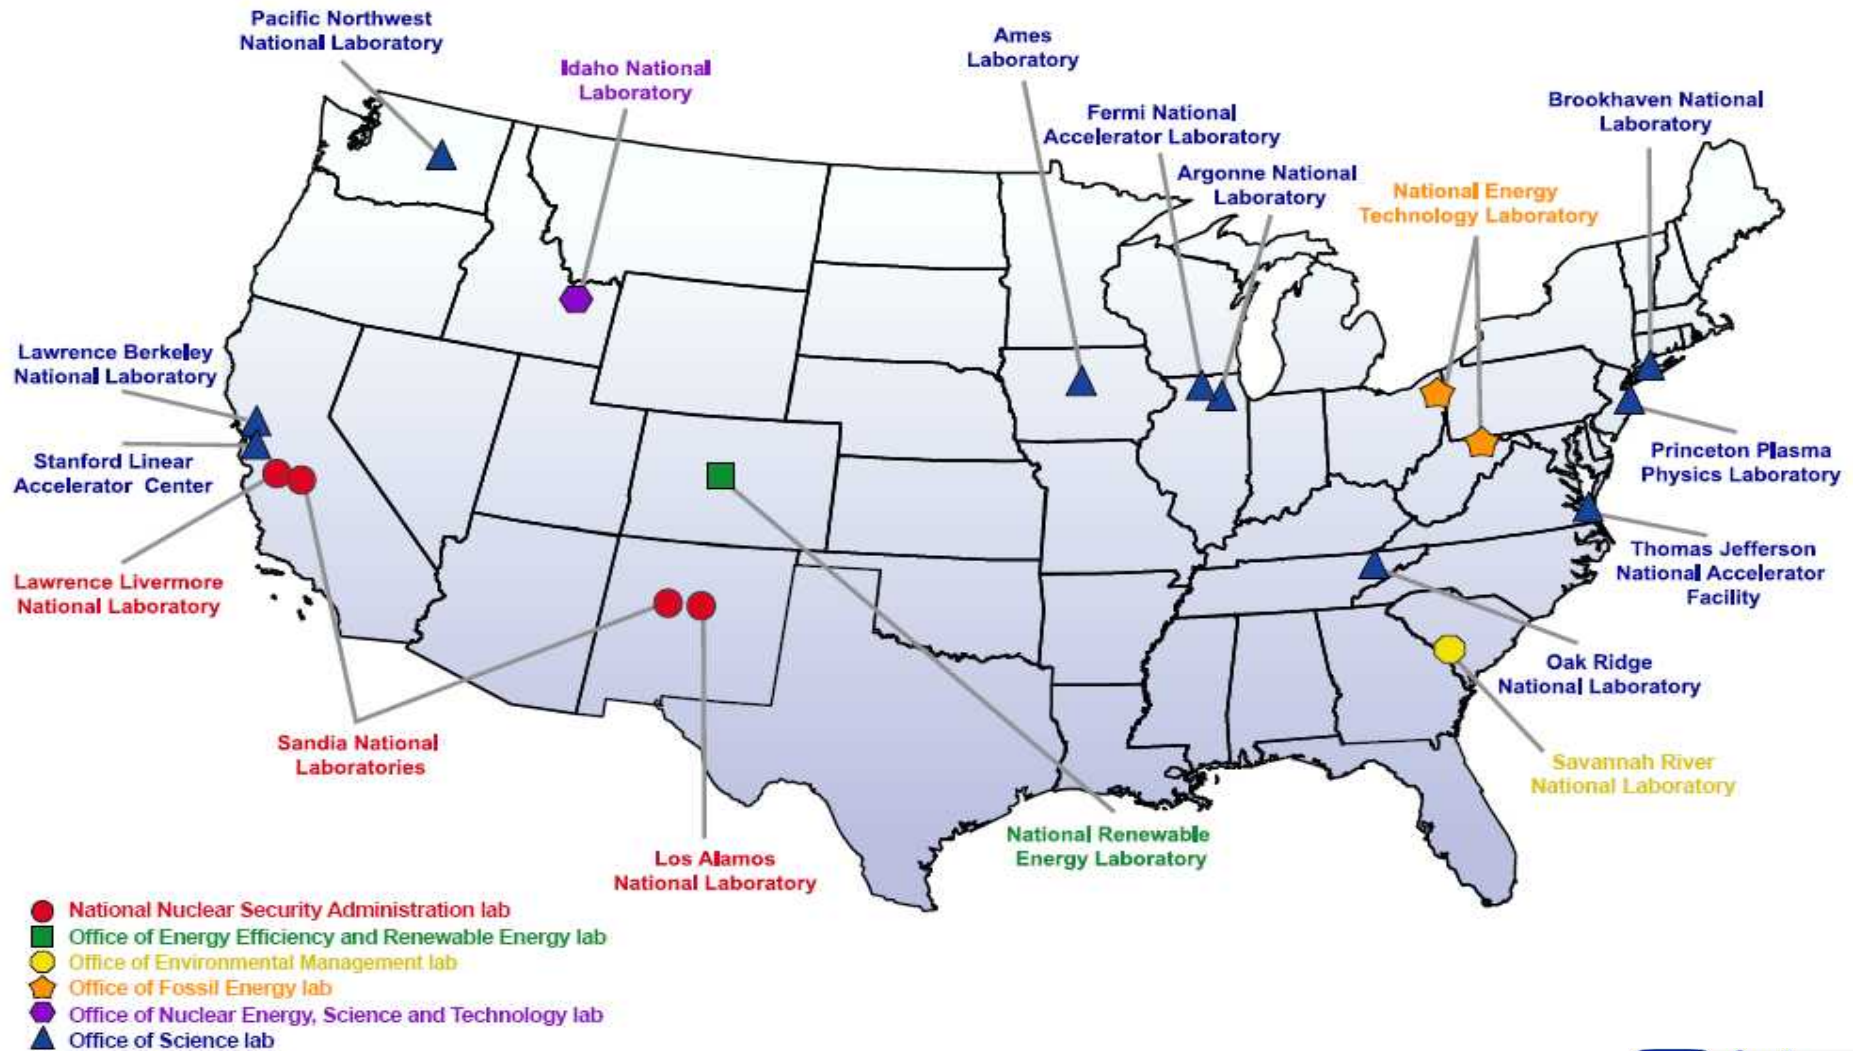 Pacific Northwest
National Laboratory
Idaho National
Laboratory
Ames
Laboratory
Fermi National
Accelerator Laboratory
Argonne National
Laboratory
National Energy
Technology Laboratory
Brookhaven National
Laboratory
Lawrence Berkeley
National Laboratory
Stanford Linear
Accelerator Center
Lawrence Livermore
National Laboratory
Princeton Plasma
Physics Laboratory
Thomas Jefferson
National Accelerator
Facility
Oak Ridge
National Laboratory
Savannah River
National Laboratory
Sandia National
Laboratories
Los Alamos
National Laboratory
National Renewable
Energy Laboratory
National Nuclear Security Administration lab
Office of Energy Efficiency and Renewable Energy lab
Office of Environmental Management lab
Office of Fossil Energy lab
Office of Nuclear Energy, Science and Technology lab
Office of Science lab